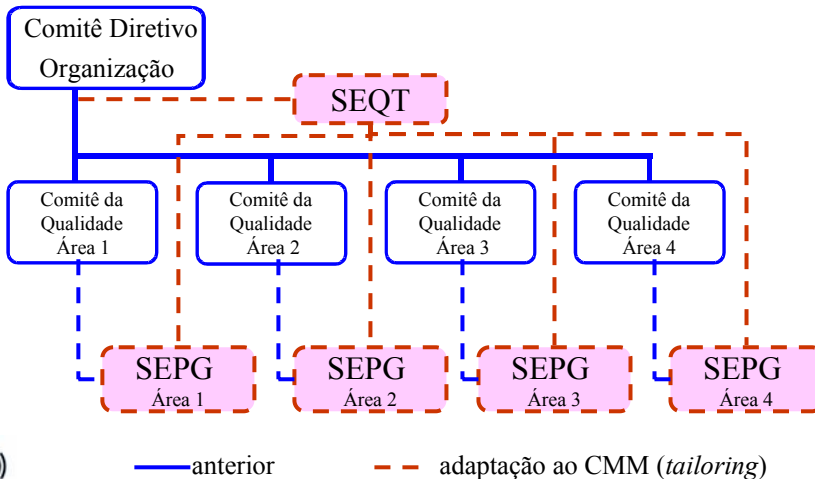 Comitê Diretivo
Organização
SEQT
Comitê da
Qualidade
Área 1
Comitê da
Qualidade
Área 2
Comitê da
Qualidade
Área 3
Comitê da
Qualidade
Área 4
SEPG
Área 1
SEPG
Área 2
SEPG
Área 3
SEPG
Área 4
)
anterior
adaptação ao CMM (tailoring)